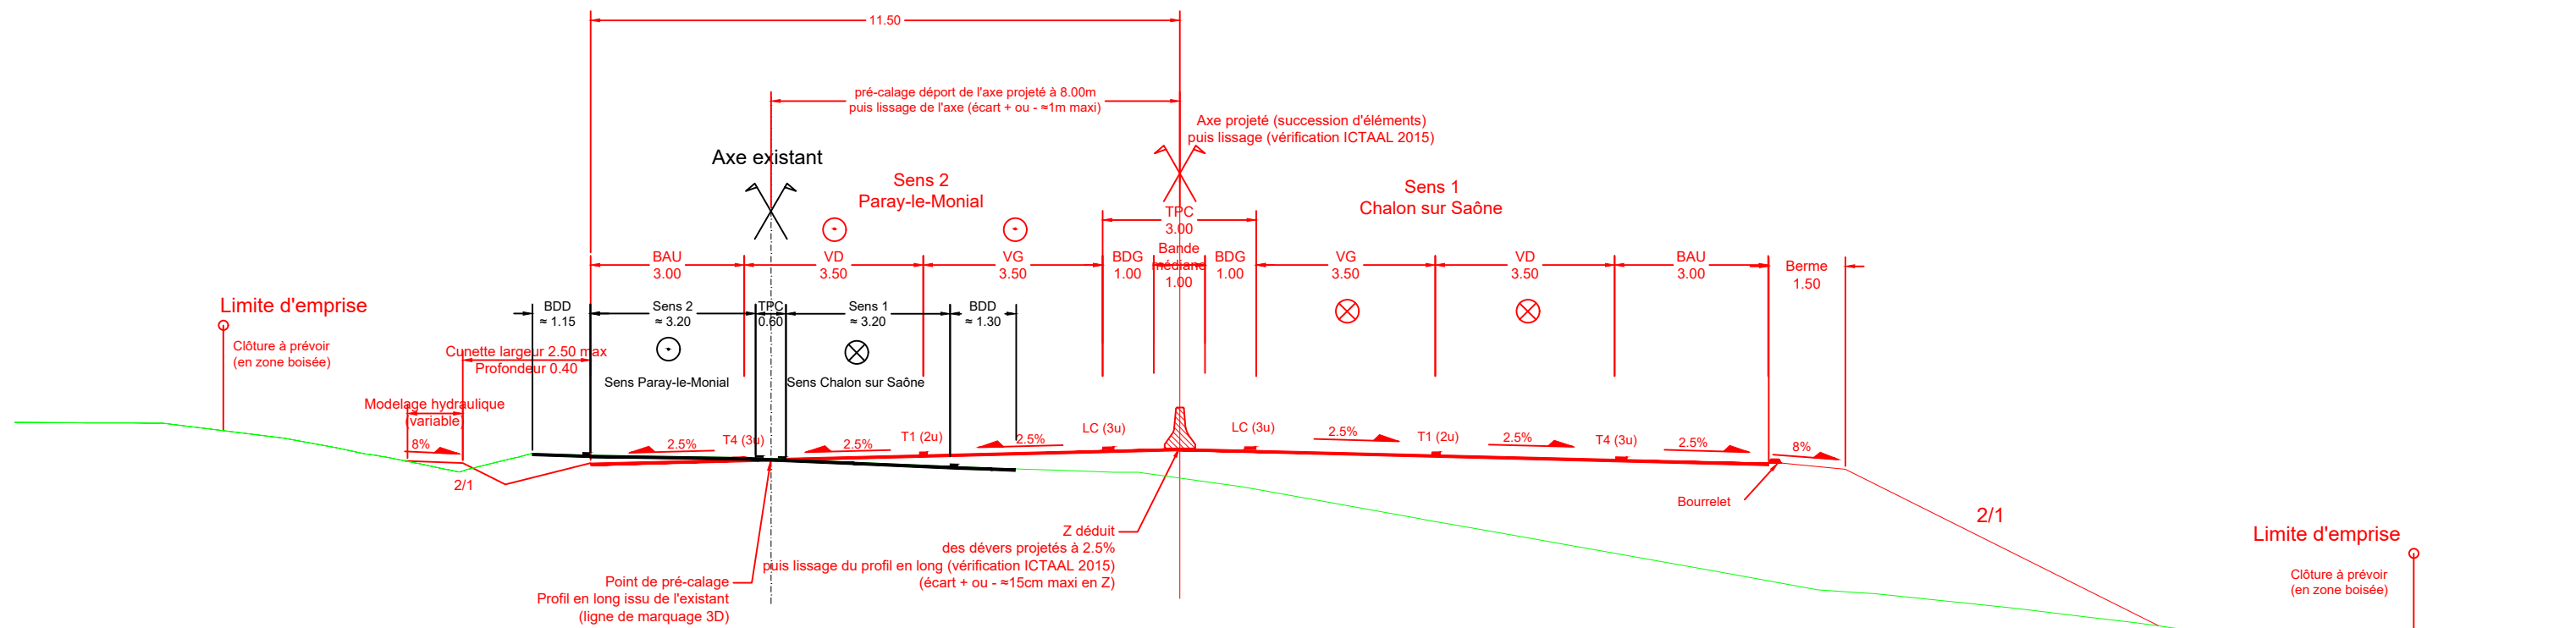 11.50
pré-calage déport de l'axe projeté à 8.00m
puis lissage de l'axe (écart + ou - ≈1m maxi)
Axe projeté (succession d'éléments)
puis lissage (vérification ICTAAL 2015)
Axe existant
Sens 2
Paray-le-Monial
Sens 1
Chalon sur Saône
TPC
3.00
BAU
3.00
VD
3.50
VG
3.50
BDG
1.00
Bande
médiane
1.00
BDG
1.00
VG
3.50
VD
3.50
BAU
3.00
Berme
1.50
Limite d'emprise
Clôture à prévoir
(en zone boisée)
BDD
≈ 1.15
Sens 2
≈ 3.20
TPC
0.60
Sens 1
≈ 3.20
BDD
≈ 1.30
Cunette largeur 2.50 max
Profondeur 0.40
Sens Paray-le-Monial
Sens Chalon sur Saône
Modelage hydraulique
(variable)
8%
2/1
2.5%
T4 (3u)
2.5%
T1 (2u)
2.5%
LC (3u)
LC (3u)
2.5%
T1 (2u)
2.5%
T4 (3u)
2.5%
8%
Bourrelet
2/1
Z déduit
des dévers projetés à 2.5%
puis lissage du profil en long (vérification ICTAAL 2015)
(écart + ou - ≈15cm maxi en Z)
Point de pré-calage
Profil en long issu de l'existant
(ligne de marquage 3D)
Limite d'emprise
Clôture à prévoir
(en zone boisée)